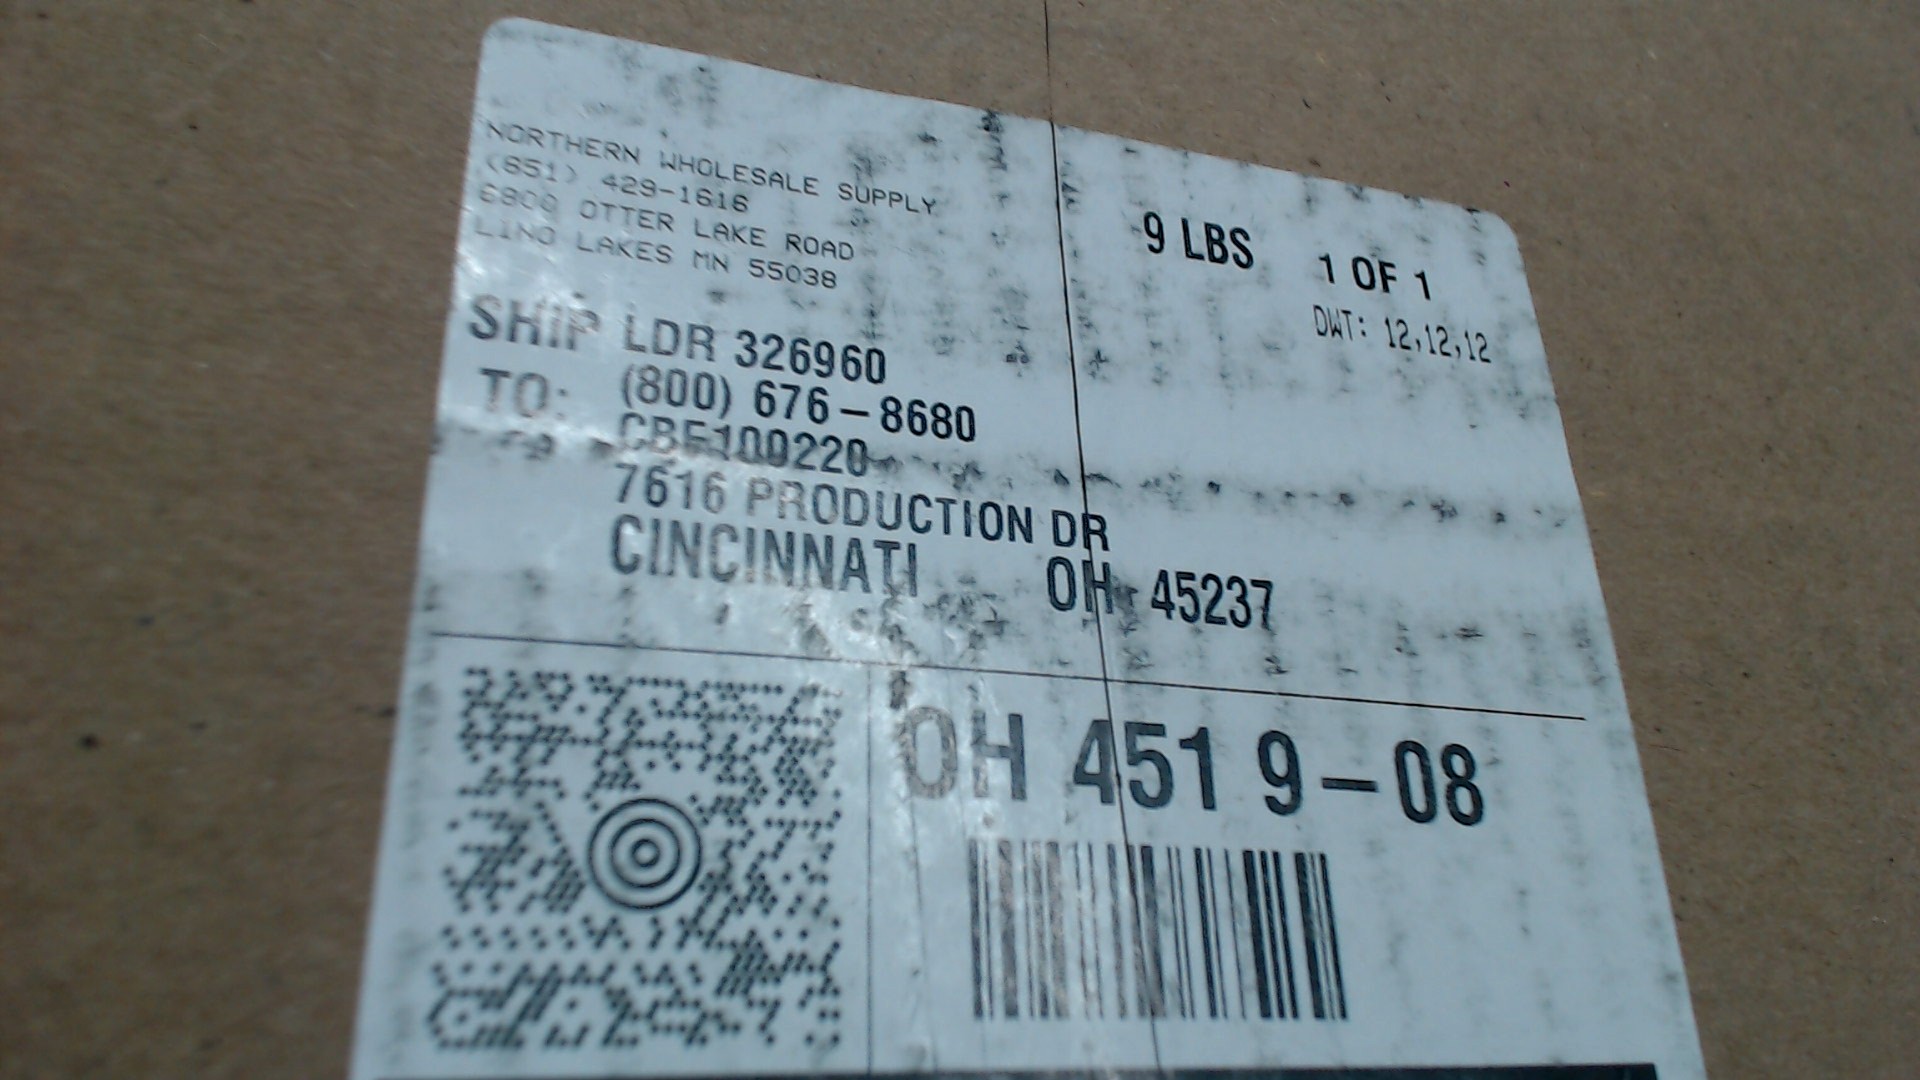 NORTHERN WHOLESALE SUPPLY
(651) 429-1616
6800 OTTER LAKE ROAD
LINO LAKES MN 55038
9 LBS 1 OF 1
DWT: 12,12,12
SHIP TO:
LDR 326960
(800) 676-8680
CBE100220
7616 PRODUCTION DR
CINCINNATI OH 45237
OH 451 9-08